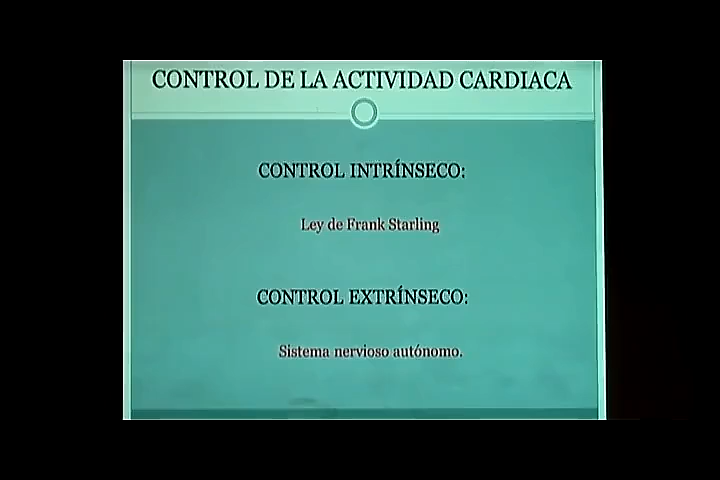 CONTROL DE LA ACTIVIDAD CARDIACA
CONTROL INTRÍNSECO:
Ley de Frank Starling
CONTROL EXTRÍNSECO:
Sistema nervioso autónomo.